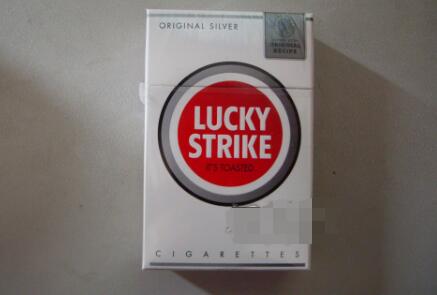 ORIGINAL SILVER
ORIGINAL
RECIPE
LUCKY
STRIKE
IT'S TOASTED
CIGARETTES